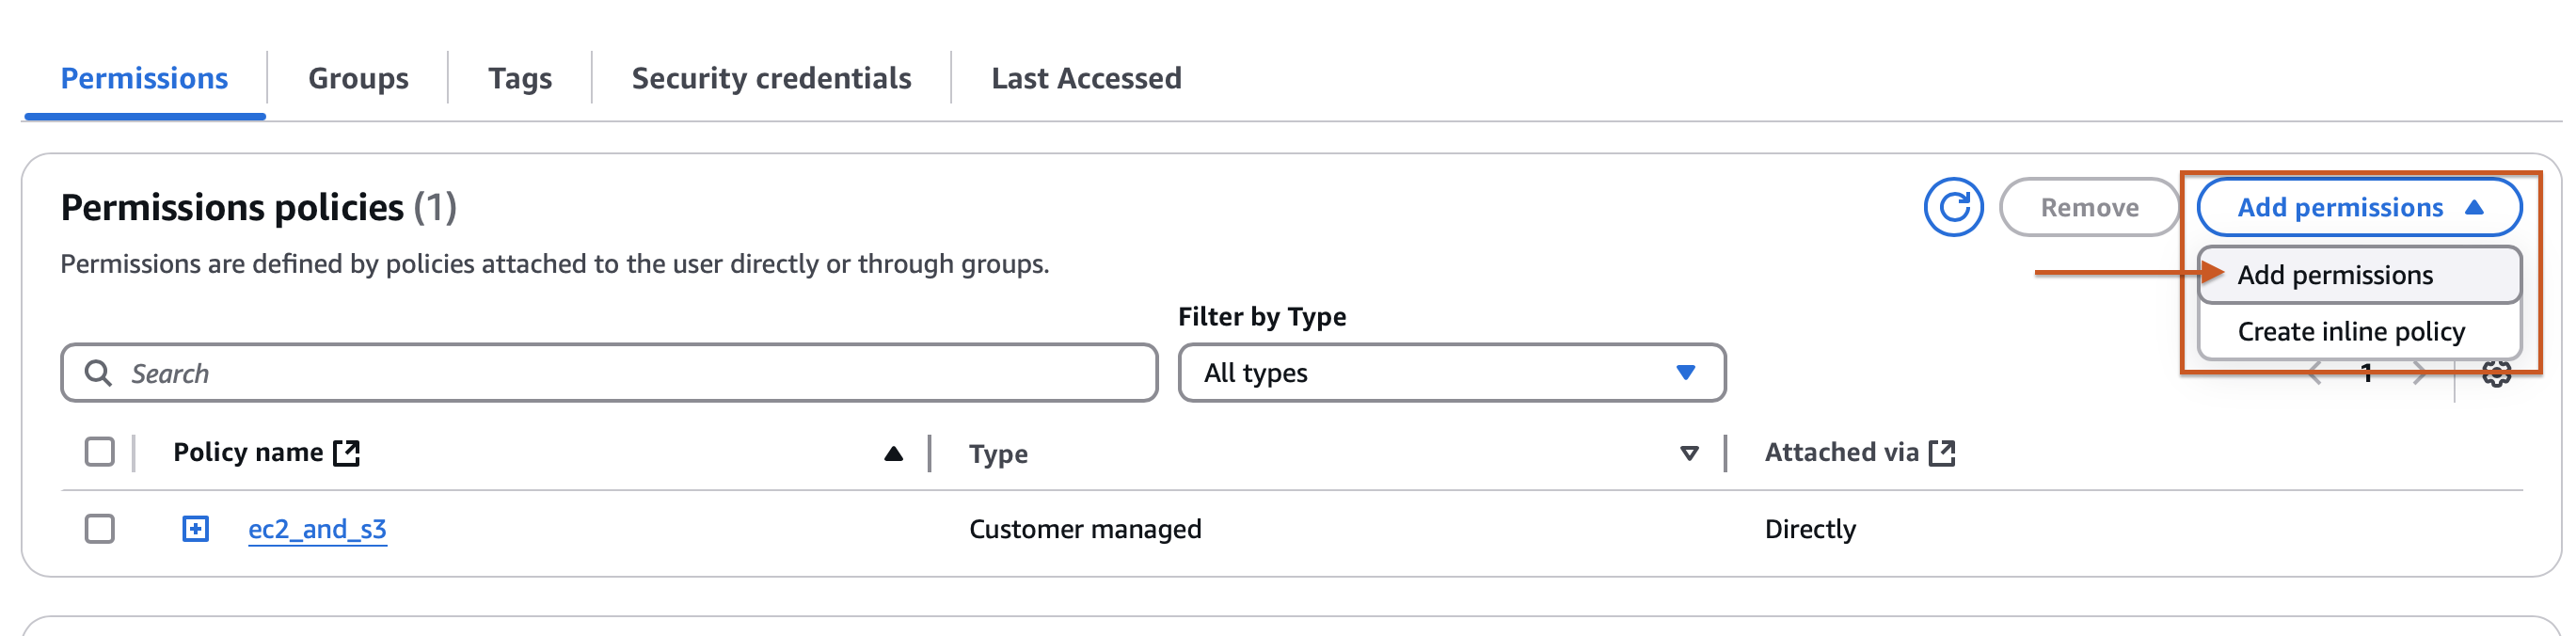 Permissions
Groups
Tags
Security credentials
Last Accessed
Permissions policies (1)
Remove
Add permissions
Permissions are defined by policies attached to the user directly or through groups.
Add permissions
Create inline policy
Filter by Type
Search
All types
1
Policy name
Type
Attached via
ec2_and_s3
Customer managed
Directly